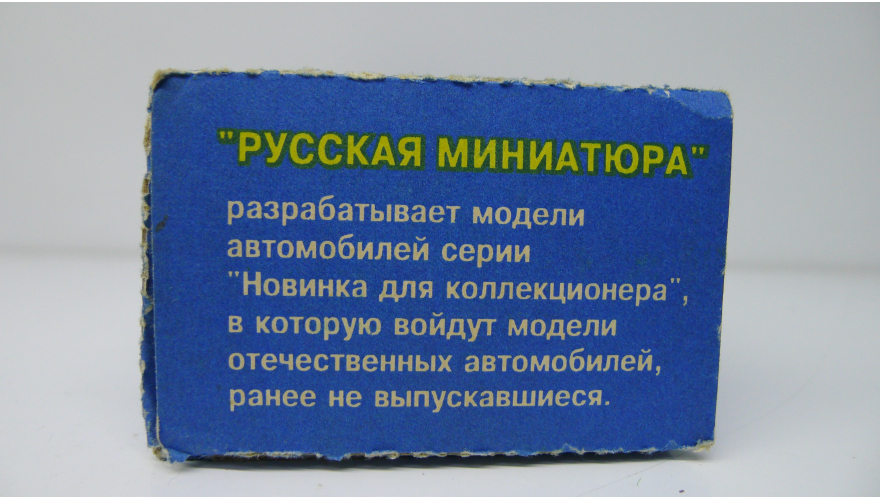 "РУССКАЯ МИНИАТЮРА"
разрабатывает модели
автомобилей серии
"Новинка для коллекционера",
в которую войдут модели
отечественных автомобилей,
ранее не выпускавшиеся.